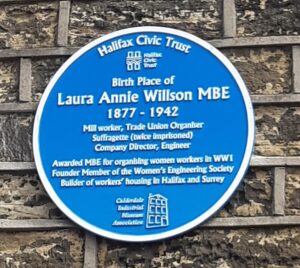 Halifax Civic Trust
Halifax
Civic
Trust
Birth Place of
Laura Annie Willson MBE
1877 - 1942
Mill worker, Trade Union Organiser
Suffragette (twice imprisoned)
Company Director, Engineer
Awarded MBE for organising women workers in WW1
Founder Member of the Women's Engineering Society
Builder of workers' housing in Halifax and Surrey
Calderdale
Industrial
Museum
Association